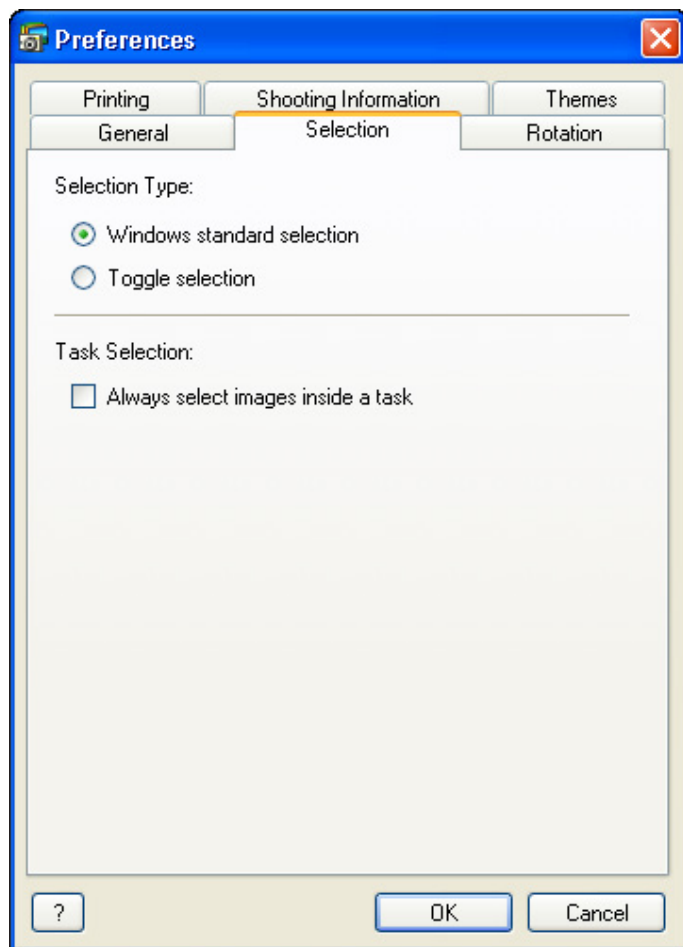 Preferences
Printing Shooting Information Themes
General Selection Rotation
Selection Type:
Windows standard selection
Toggle selection
Task Selection:
Always select images inside a task
? OK Cancel